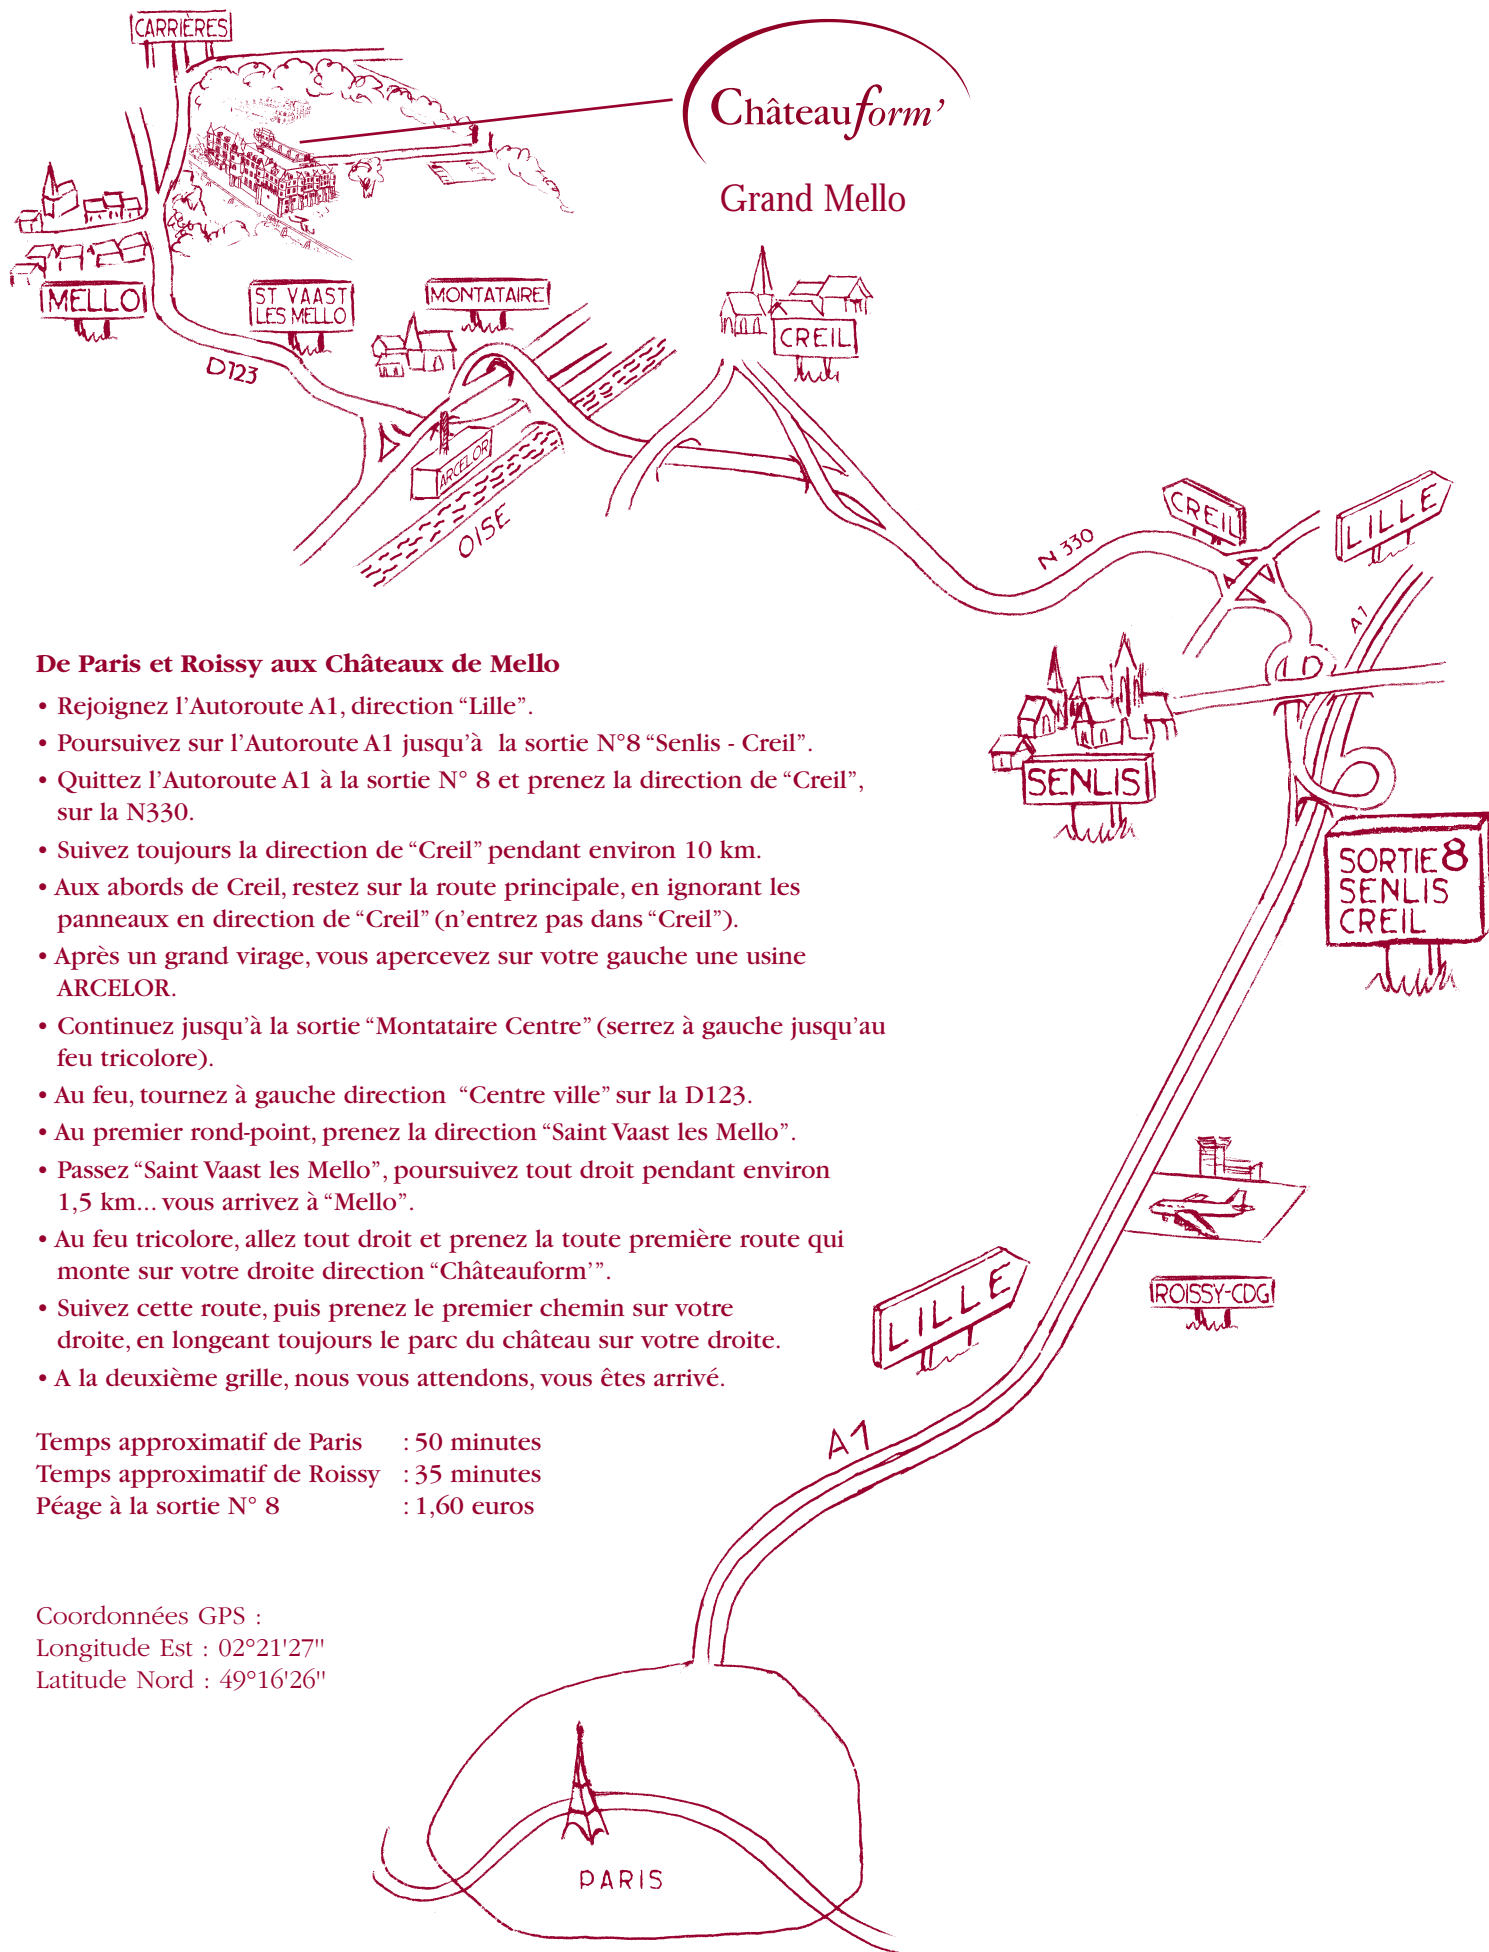 CARRIÈRES
Châteauform’
Grand Mello
MELLO
ST VAAST
LES MELLO
MONTATAIRE
CREIL
D123
ARCELOR
OISE
CREIL
LILLE
N 330
A1
De Paris et Roissy aux Châteaux de Mello
• Rejoignez l’Autoroute A1, direction “Lille”.
• Poursuivez sur l’Autoroute A1 jusqu’à la sortie N°8 “Senlis - Creil”.
• Quittez l’Autoroute A1 à la sortie N° 8 et prenez la direction de “Creil”,
sur la N330.
• Suivez toujours la direction de “Creil” pendant environ 10 km.
• Aux abords de Creil, restez sur la route principale, en ignorant les
panneaux en direction de “Creil” (n’entrez pas dans “Creil”).
• Après un grand virage, vous apercevez sur votre gauche une usine
ARCELOR.
• Continuez jusqu’à la sortie “Montataire Centre” (serrez à gauche jusqu’au
feu tricolore).
• Au feu, tournez à gauche direction “Centre ville” sur la D123.
• Au premier rond-point, prenez la direction “Saint Vaast les Mello”.
• Passez “Saint Vaast les Mello”, poursuivez tout droit pendant environ
1,5 km... vous arrivez à “Mello”.
• Au feu tricolore, allez tout droit et prenez la toute première route qui
monte sur votre droite direction “Châteauform’”.
• Suivez cette route, puis prenez le premier chemin sur votre
droite, en longeant toujours le parc du château sur votre droite.
• A la deuxième grille, nous vous attendons, vous êtes arrivé.
SENLIS
SORTIE 8
SENLIS
CREIL
ROISSY-CDG
LILLE
A1
Temps approximatif de Paris : 50 minutes
Temps approximatif de Roissy : 35 minutes
Péage à la sortie N° 8 : 1,60 euros
Coordonnées GPS :
Longitude Est : 02°21'27"
Latitude Nord : 49°16'26"
PARIS